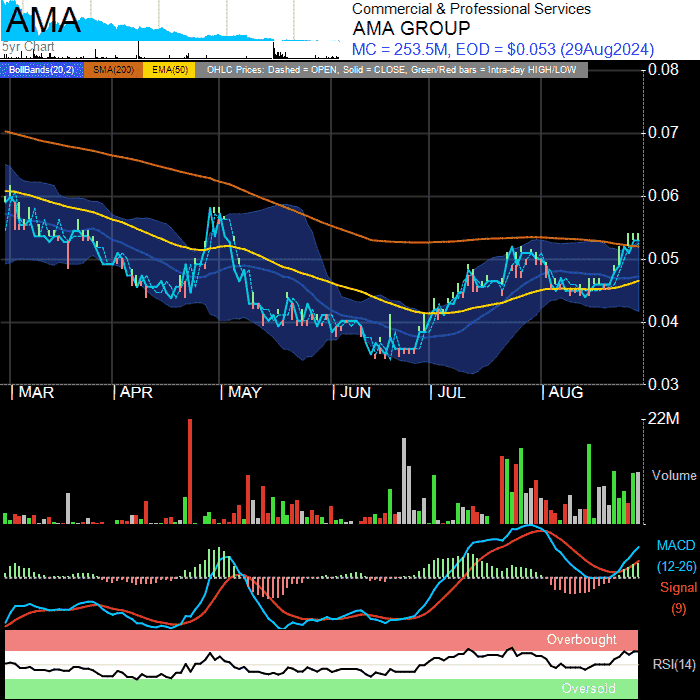 AMA
5yr Chart
Commercial & Professional Services
AMA GROUP
MC = 253.5M, EOD = $0.053 (29Aug2024)
BollBands(20,2) SMA(200) EMA(50) OHLC Prices: Dashed = OPEN, Solid = CLOSE, Green/Red bars = Intra-day HIGH/LOW
0.08
0.07
0.06
0.05
0.04
0.03
MAR APR MAY JUN JUL AUG
22M
Volume
MACD
(12-26)
Signal
(9)
Overbought
RSI(14)
Oversold